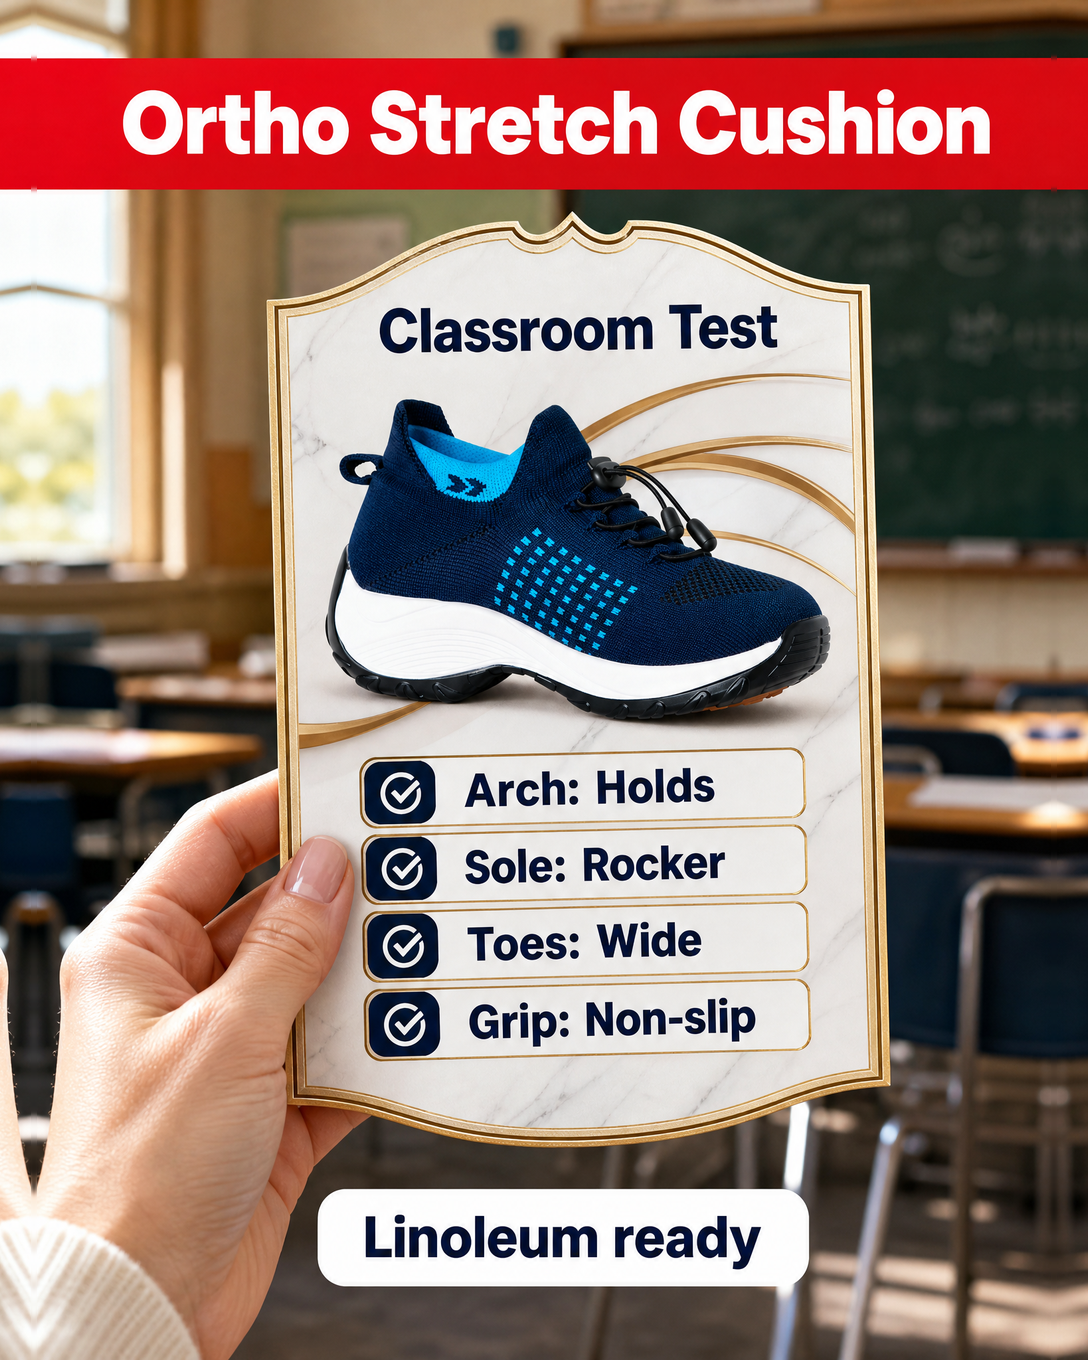 Ortho Stretch Cushion
Classroom Test
Arch: Holds
Sole: Rocker
Toes: Wide
Grip: Non-slip
Linoleum ready